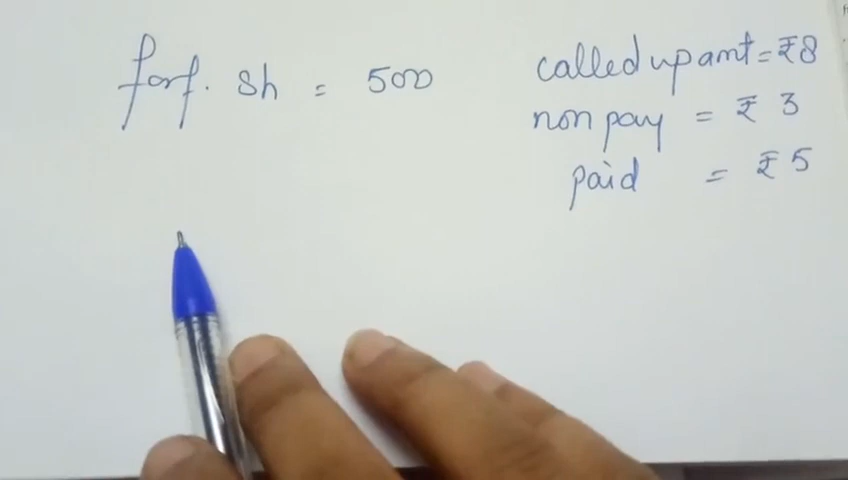 forf. sh = 500
called up amt = ₹8
non pay = ₹ 3
paid = ₹ 5